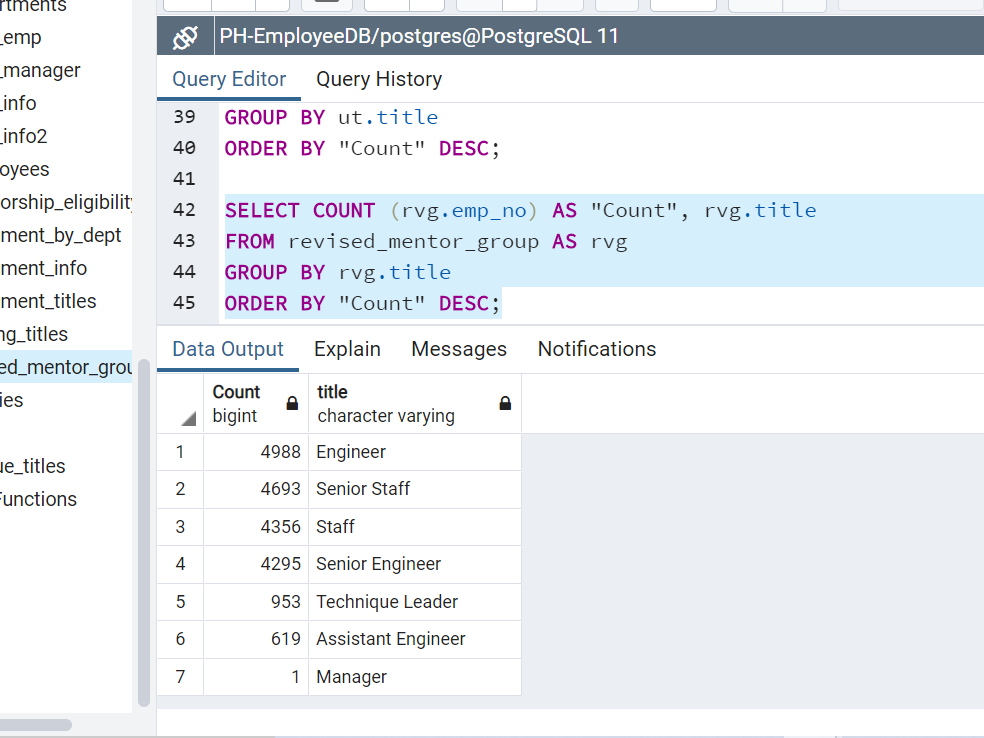 rtments
_emp
_manager
_info
_info2
oyees
orship_eligibility
ment_by_dept
ment_info
ment_titles
ng_titles
ed_mentor_grou
ies
ue_titles
Functions
PH-EmployeeDB/postgres@PostgreSQL 11
Query Editor Query History
39 GROUP BY ut.title
40 ORDER BY "Count" DESC;
41
42 SELECT COUNT (rvg.emp_no) AS "Count", rvg.title
43 FROM revised_mentor_group AS rvg
44 GROUP BY rvg.title
45 ORDER BY "Count" DESC;
Data Output Explain Messages Notifications
Count title
bigint character varying
1 4988 Engineer
2 4693 Senior Staff
3 4356 Staff
4 4295 Senior Engineer
5 953 Technique Leader
6 619 Assistant Engineer
7 1 Manager